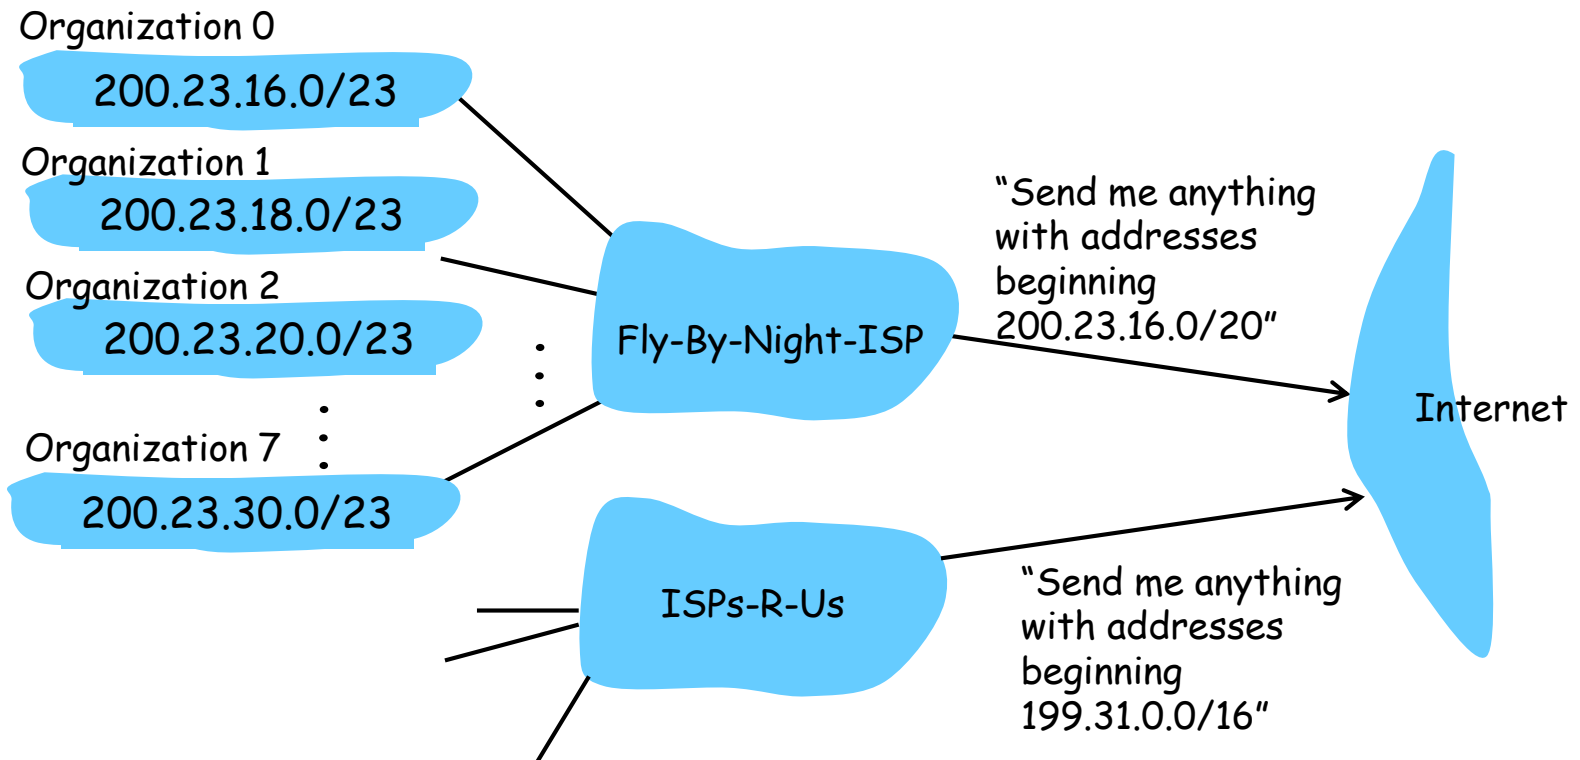 Organization 0
200.23.16.0/23
Organization 1
200.23.18.0/23
Organization 2
200.23.20.0/23
Organization 7
200.23.30.0/23
Fly-By-Night-ISP
“Send me anything
with addresses
beginning
200.23.16.0/20”
Internet
ISPs-R-Us
“Send me anything
with addresses
beginning
199.31.0.0/16”